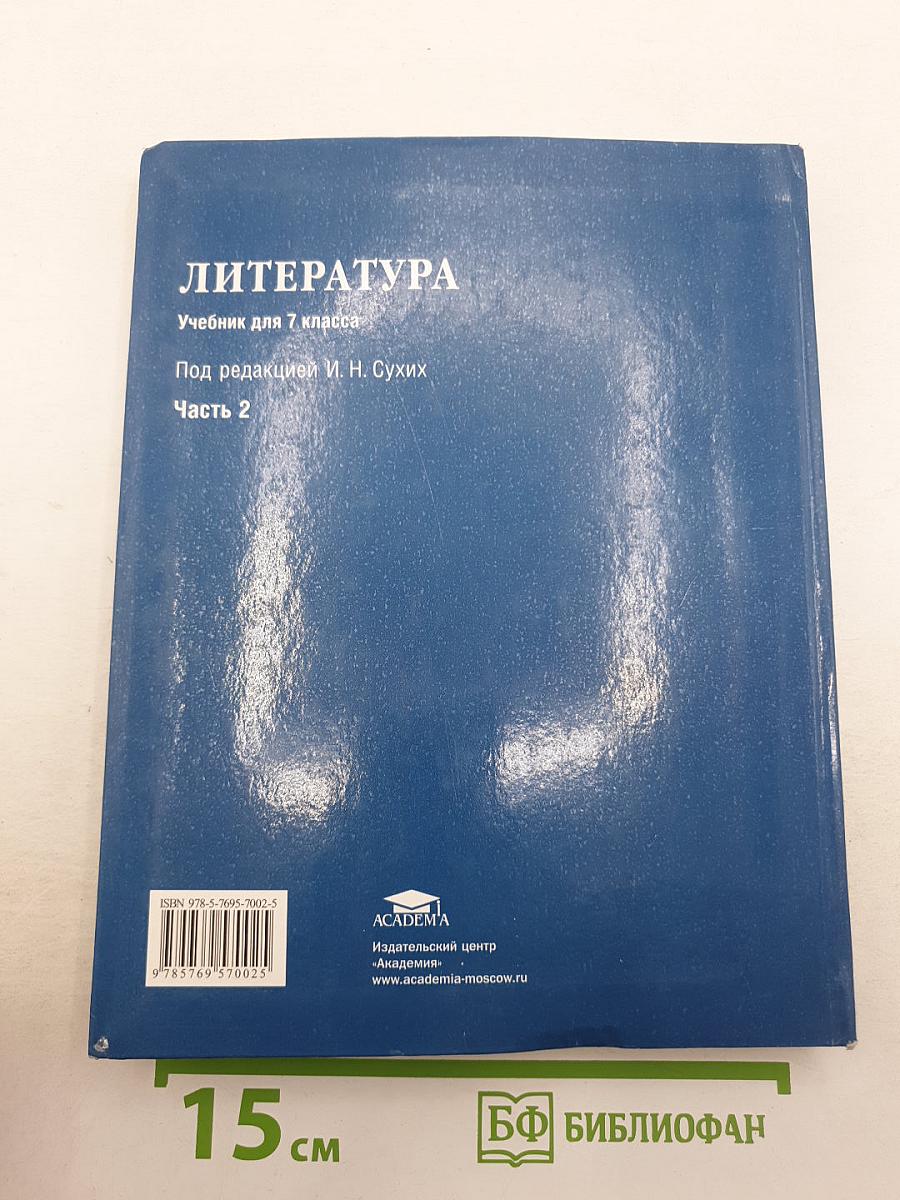 ЛИТЕРАТУРА
Учебник для 7 класса
Под редакцией И. Н. Сухих
Часть 2
ISBN 978-5-7695-7002-5
9 785769 570025
ACADEMA
Издательский центр
«Академия»
www.academia-moscow.ru
15 см
БФ БИБЛИОФАН